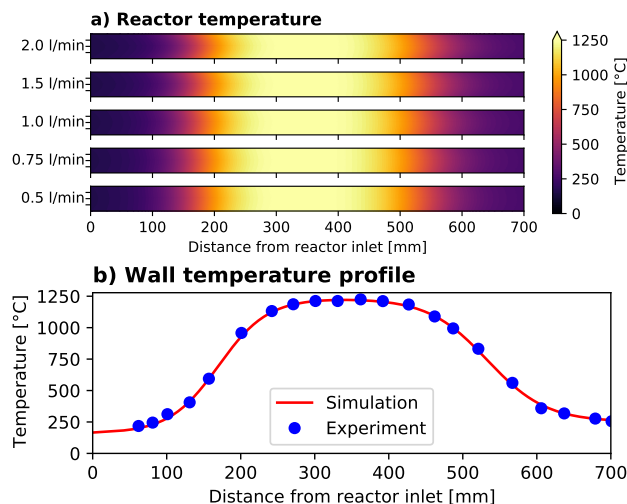 a) Reactor temperature
2.0 l/min
1.5 l/min
1.0 l/min
0.75 l/min
0.5 l/min
0 100 200 300 400 500 600 700
Distance from reactor inlet [mm]
1250
1000
750
500
250
0
Temperature [°C]
b) Wall temperature profile
1250
1000
750
500
250
0
Temperature [°C]
Simulation
Experiment
0 100 200 300 400 500 600 700
Distance from reactor inlet [mm]